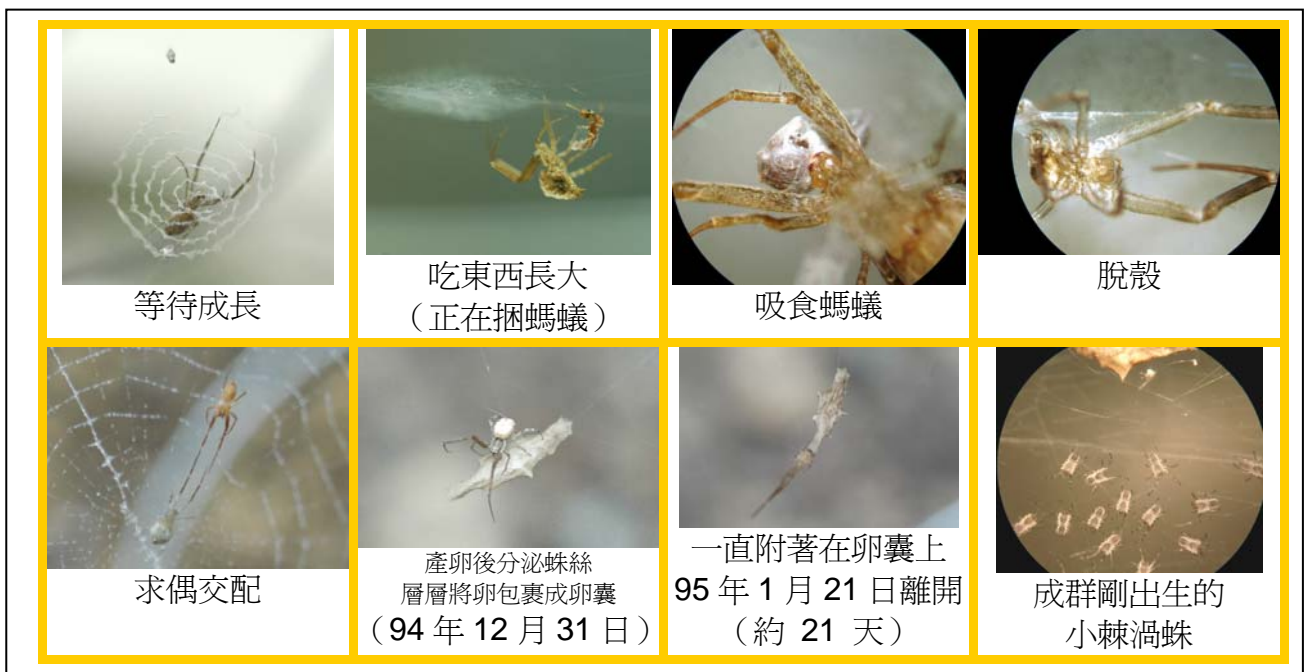 等待成長
吃東西長大
（正在捆螞蟻）
吸食螞蟻
脫殼
求偶交配
產卵後分泌蛛絲
層層將卵包裹成卵囊
（94 年 12 月 31 日）
一直附著在卵囊上
95 年 1 月 21 日離開
（約 21 天）
成群剛出生的
小棘渦蛛